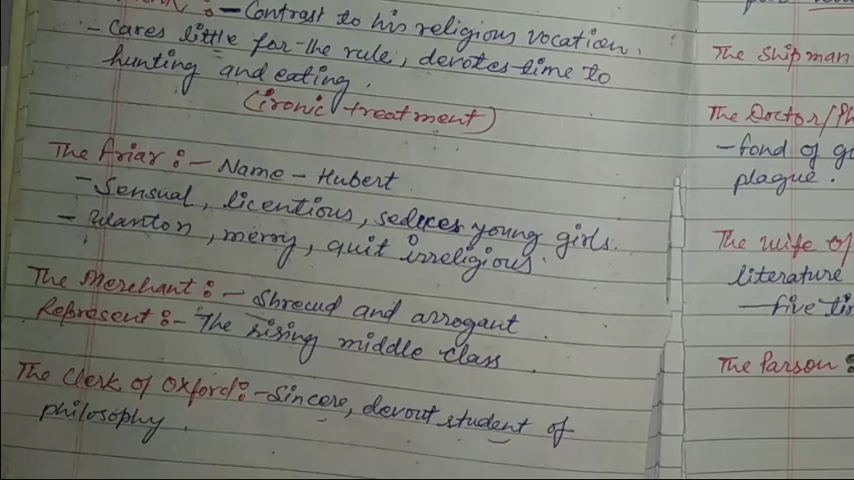 :- Contrast to his religious vocation.
- Cares little for the rule, devotes time to
hunting and eating.
(ironic treatment)
The Friar :- Name - Hubert
- Sensual, licentious, seduces young girls.
- Wanton, merry, quit irreligious.
The Merchant :- Shrewd and arrogant
Represent :- The rising middle class.
The Clerk of Oxford :- Sincere, devout student of
philosophy.
The Shipman
The Doctor/Ph
- fond of g
plague.
The wife of
literature
- five ti
The Parson :